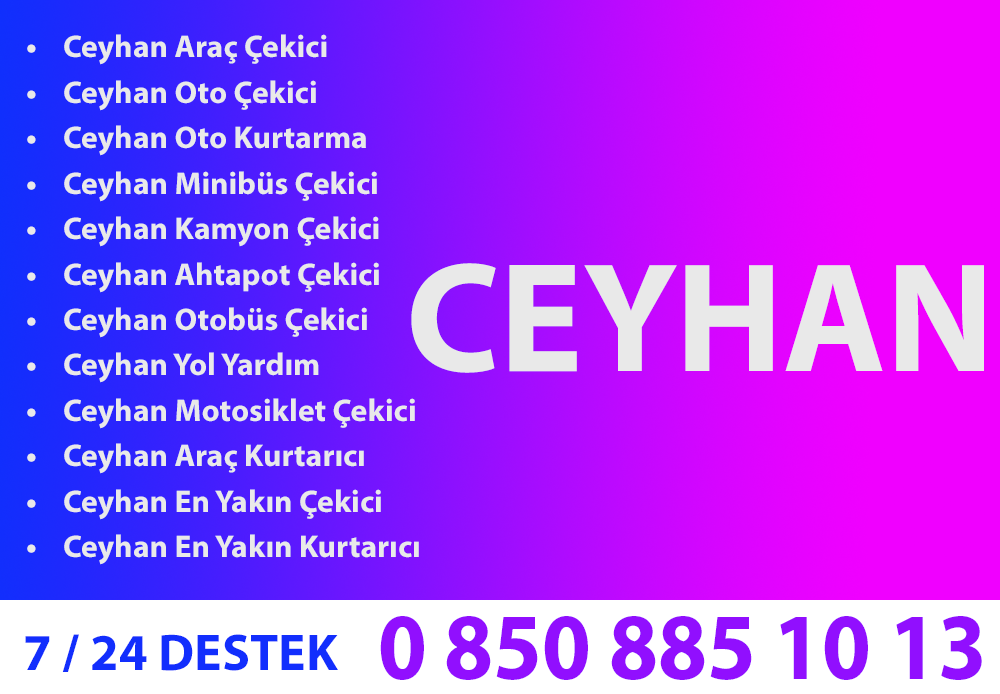 • Ceyhan Araç Çekici
• Ceyhan Oto Çekici
• Ceyhan Oto Kurtarma
• Ceyhan Minibüs Çekici
• Ceyhan Kamyon Çekici
• Ceyhan Ahtapot Çekici
• Ceyhan Otobüs Çekici
• Ceyhan Yol Yardım
• Ceyhan Motosiklet Çekici
• Ceyhan Araç Kurtarıcı
• Ceyhan En Yakın Çekici
• Ceyhan En Yakın Kurtarıcı
CEYHAN
7 / 24 DESTEK 0 850 885 10 13